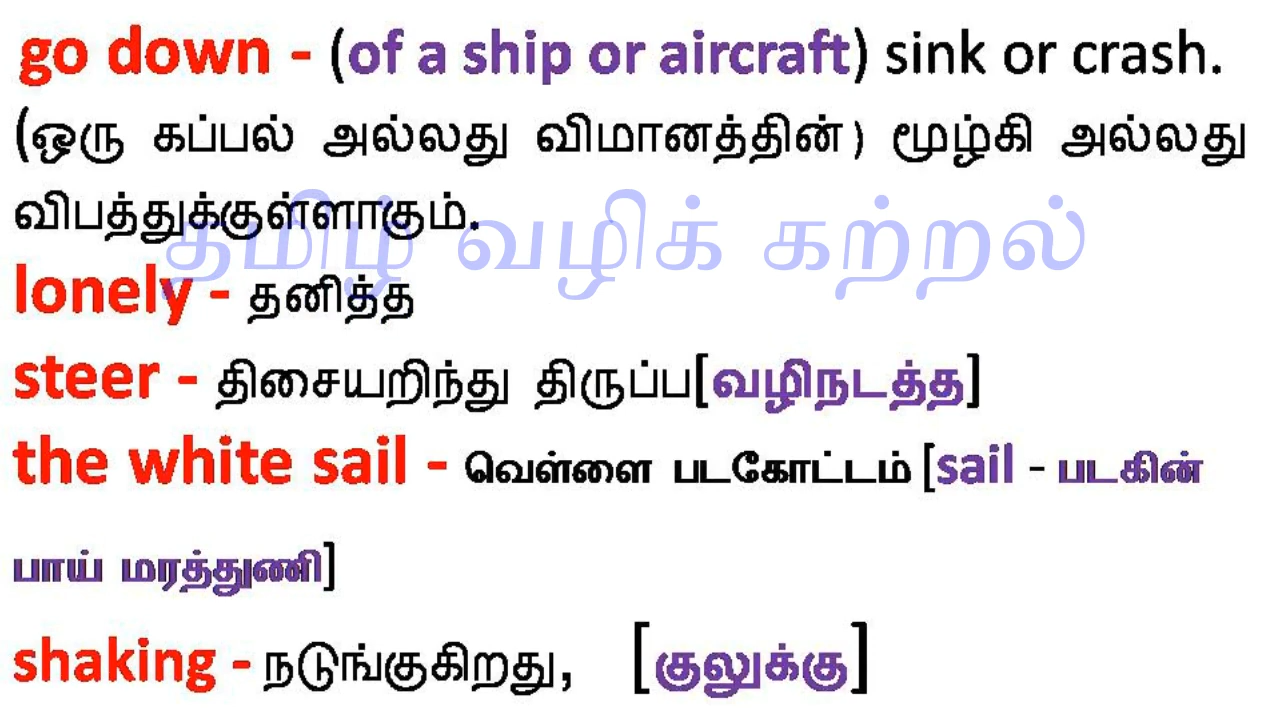 go down - (of a ship or aircraft) sink or crash.
(ஒரு கப்பல் அல்லது விமானத்தின்) மூழ்கி அல்லது
விபத்துக்குள்ளாகும்.
தமிழ் வழிக் கற்றல்
lonely - தனித்த
steer - திசையறிந்து திருப்ப[வழிநடத்த]
the white sail - வெள்ளை படகோட்டம் [sail - படகின்
பாய் மரத்துணி]
shaking - நடுங்குகிறது, [குலுக்கு]